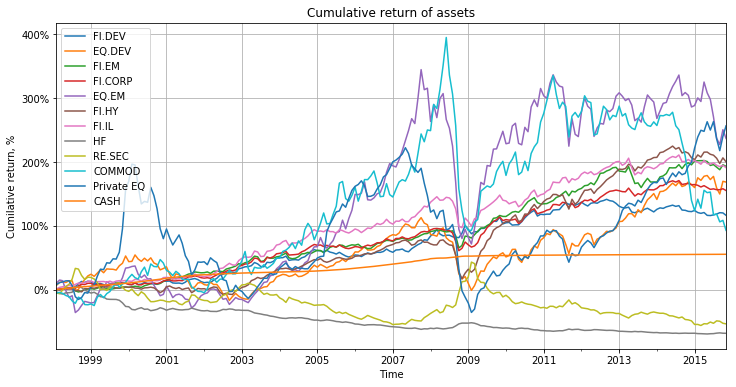 Cumulative return of assets
400%
300%
200%
100%
0%
Cumilative return, %
FI.DEV
EQ.DEV
FI.EM
FI.CORP
EQ.EM
FI.HY
FI.IL
HF
RE.SEC
COMMOD
Private EQ
CASH
1999
2001
2003
2005
2007
2009
2011
2013
2015
Time